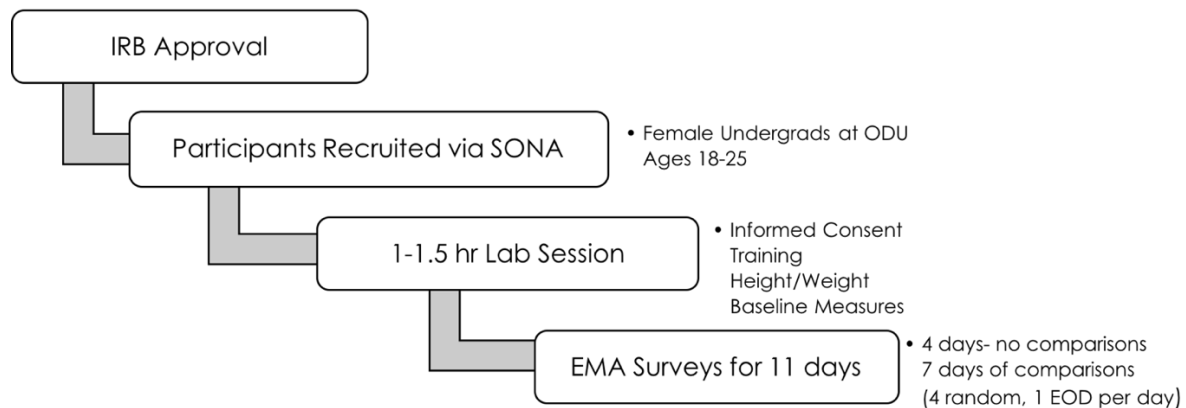 IRB Approval
Participants Recruited via SONA
• Female Undergrads at ODU
Ages 18-25
1-1.5 hr Lab Session
• Informed Consent
Training
Height/Weight
Baseline Measures
EMA Surveys for 11 days
• 4 days- no comparisons
7 days of comparisons
(4 random, 1 EOD per day)